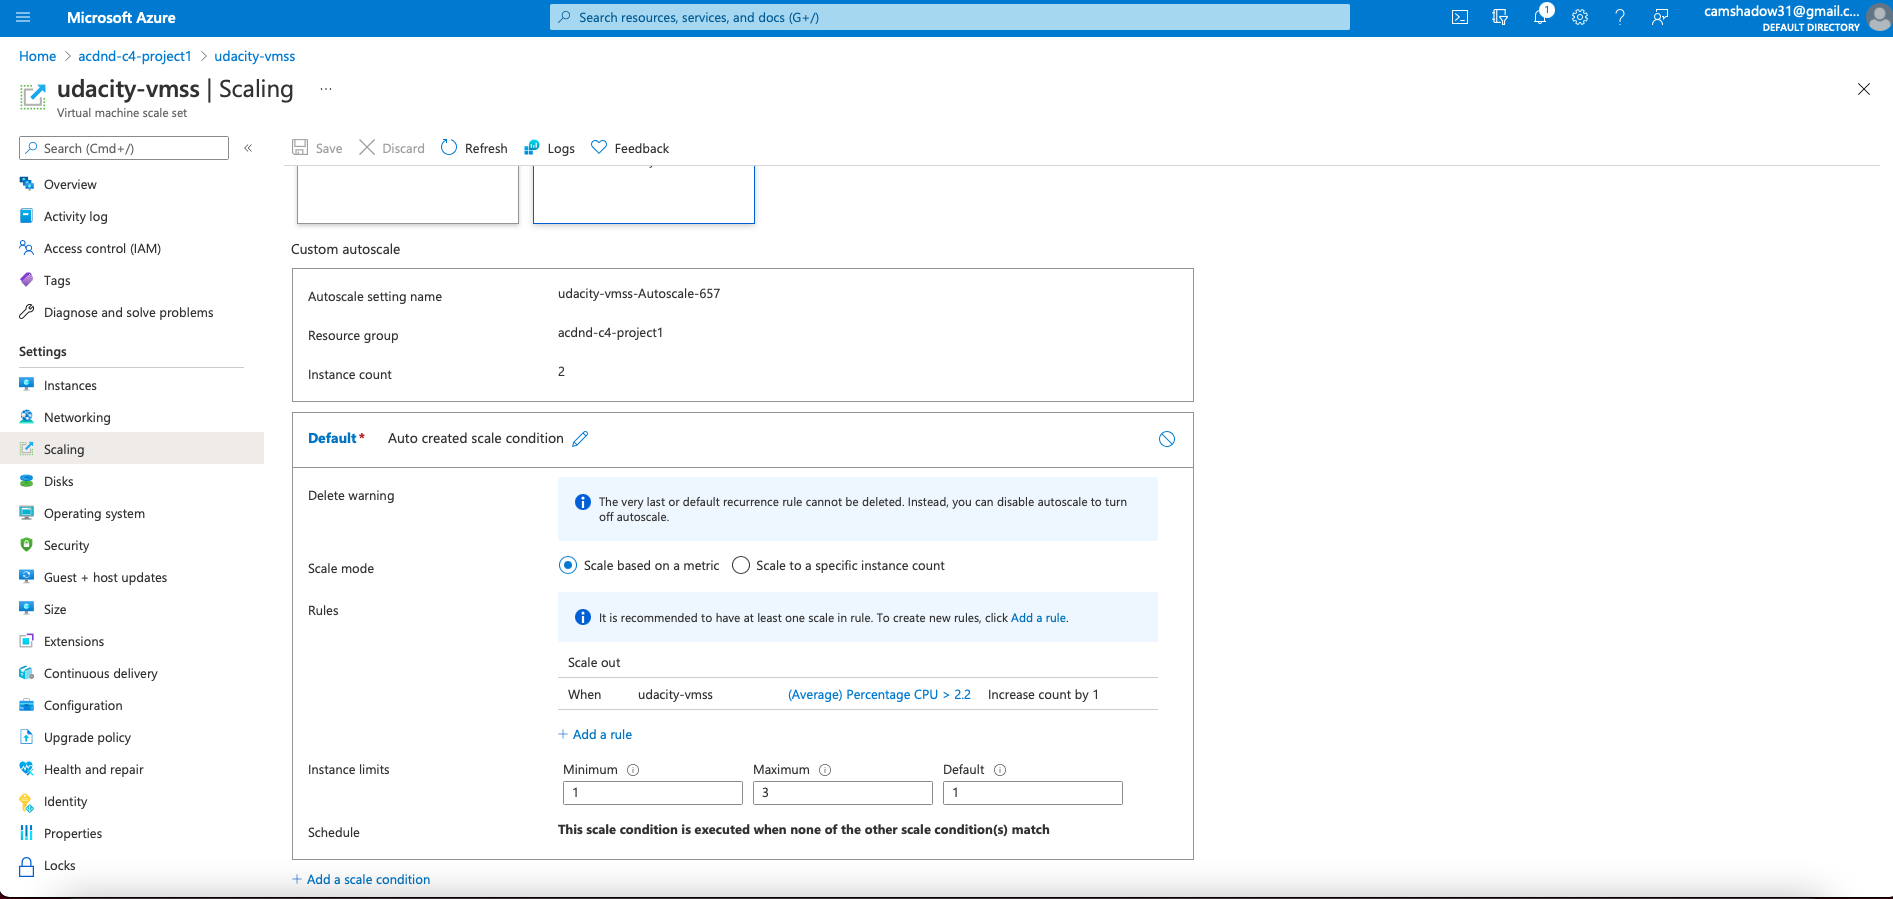 Microsoft Azure
Search resources, services, and docs (G+/)
1
camshadow31@gmail.c...
DEFAULT DIRECTORY
Home > acdnd-c4-project1 > udacity-vmss
udacity-vmss | Scaling ...
Virtual machine scale set
Search (Cmd+/)
«
Save
Discard
Refresh
Logs
Feedback
Overview
Activity log
Access control (IAM)
Tags
Diagnose and solve problems
Settings
Instances
Networking
Scaling
Disks
Operating system
Security
Guest + host updates
Size
Extensions
Continuous delivery
Configuration
Upgrade policy
Health and repair
Identity
Properties
Locks
Custom autoscale
Autoscale setting name udacity-vmss-Autoscale-657
Resource group acdnd-c4-project1
Instance count 2
Default* Auto created scale condition
Delete warning
The very last or default recurrence rule cannot be deleted. Instead, you can disable autoscale to turn
off autoscale.
Scale mode Scale based on a metric Scale to a specific instance count
Rules
It is recommended to have at least one scale in rule. To create new rules, click Add a rule.
Scale out
When udacity-vmss (Average) Percentage CPU > 2.2 Increase count by 1
+ Add a rule
Instance limits Minimum Maximum Default
1 3 1
Schedule This scale condition is executed when none of the other scale condition(s) match
+ Add a scale condition